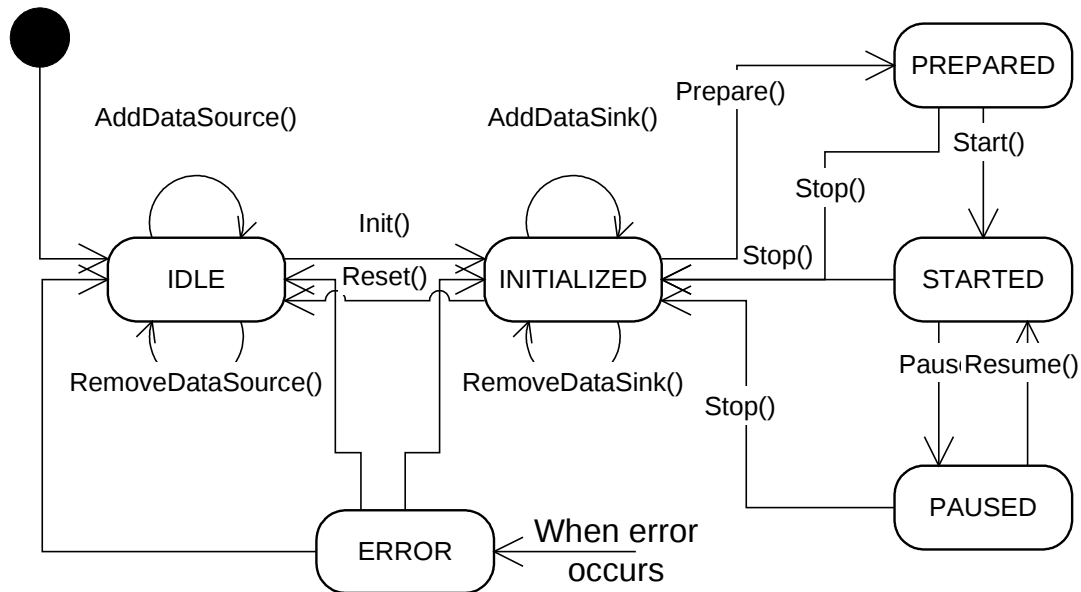 PREPARED
Prepare()
AddDataSource()
AddDataSink()
Start()
Stop()
Init()
Stop()
IDLE
Reset()
INITIALIZED
STARTED
Resume()
RemoveDataSource()
RemoveDataSink()
Stop()
PAUSED
When error
occurs
ERROR